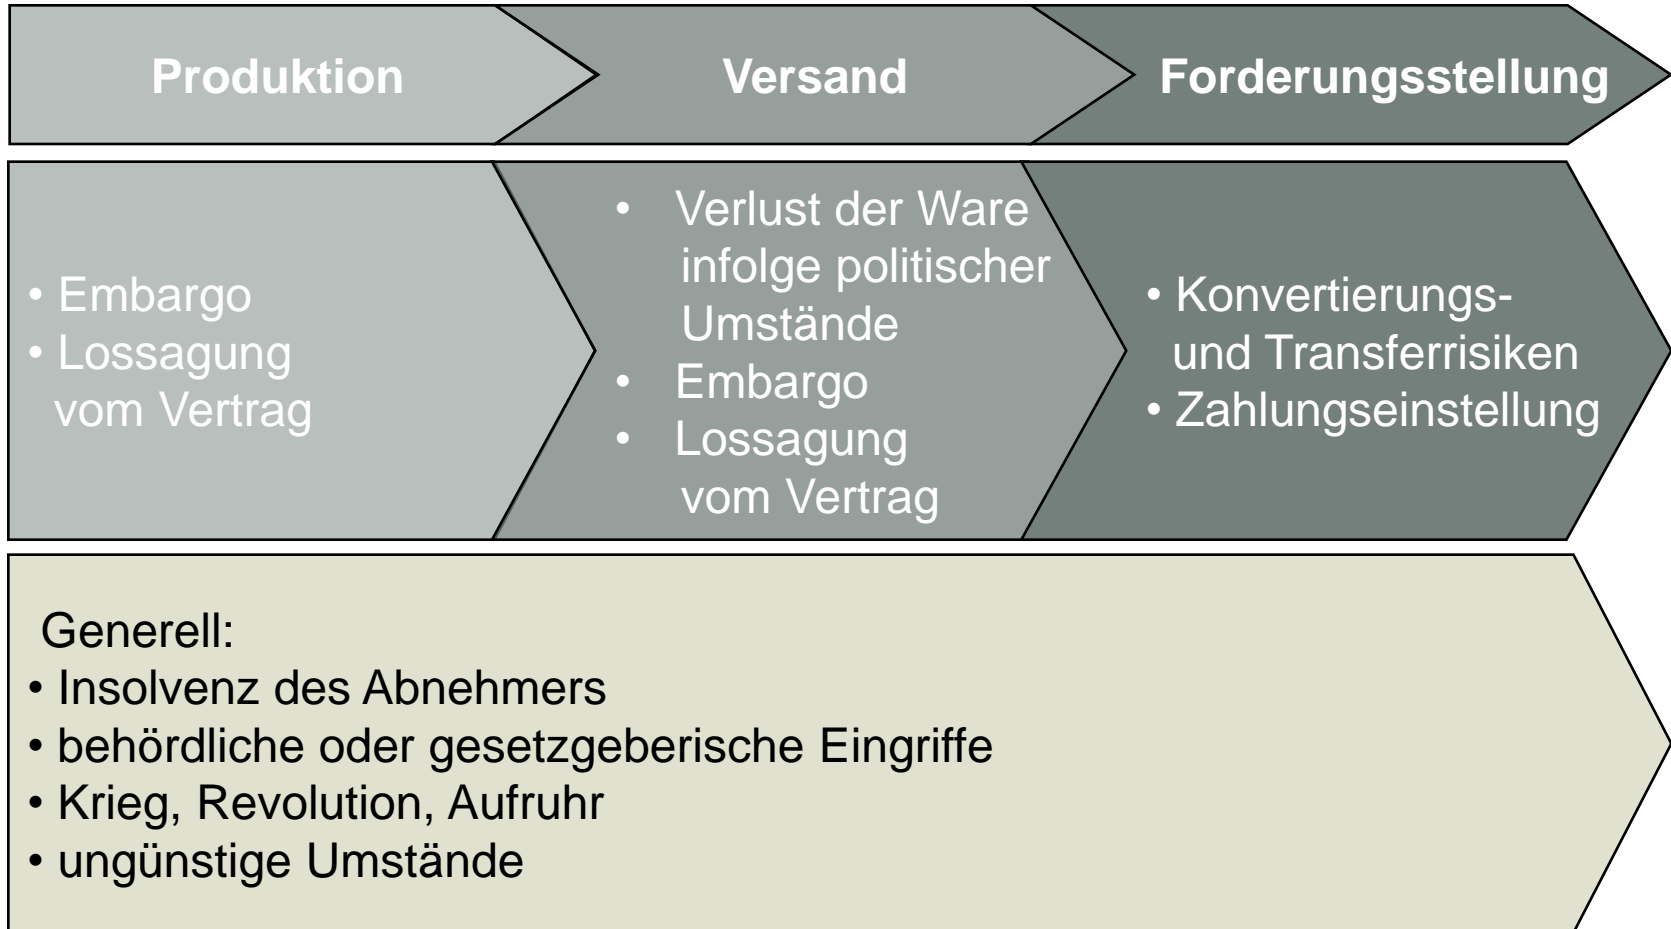 Produktion
Versand
Forderungsstellung
• Embargo
• Lossagung
vom Vertrag
• Verlust der Ware
infolge politischer
Umstände
• Embargo
• Lossagung
vom Vertrag
• Konvertierungs-
und Transferrisiken
• Zahlungseinstellung
Generell:
• Insolvenz des Abnehmers
• behördliche oder gesetzgeberische Eingriffe
• Krieg, Revolution, Aufruhr
• ungünstige Umstände